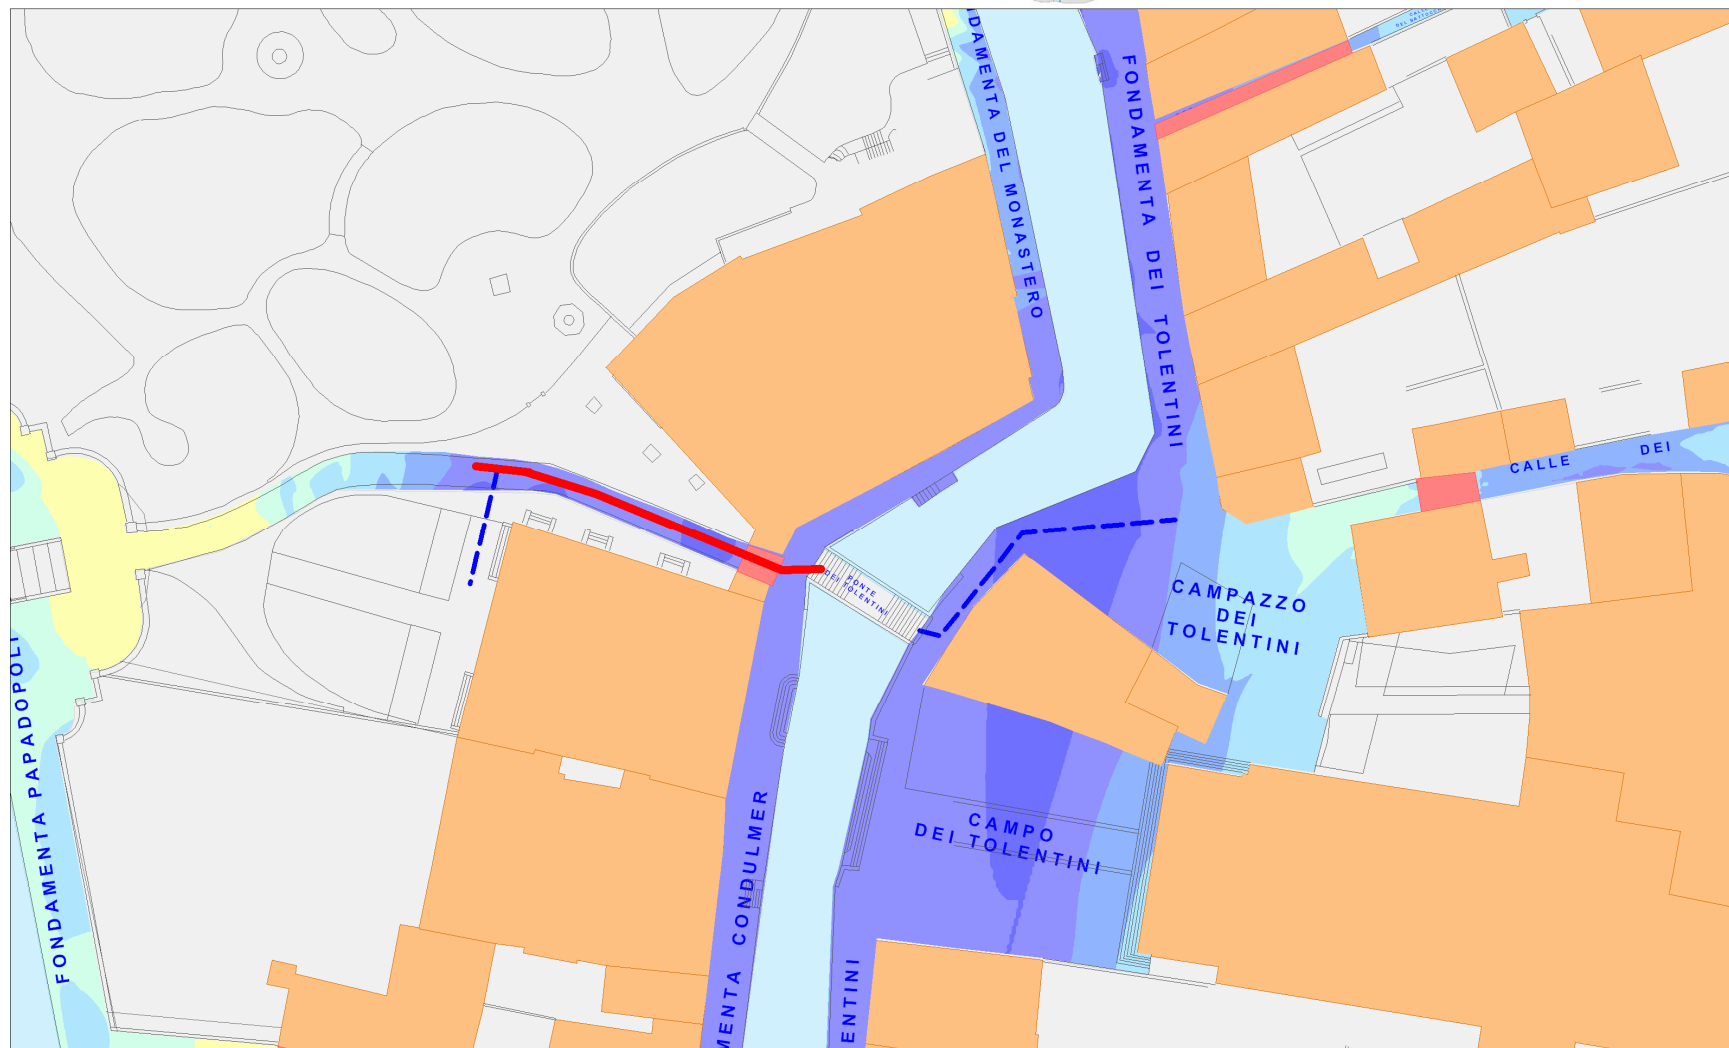 NDAMENTA DEL MONASTERO
FONDAMENTA DEI TOLENTINI
CALLE DEI
PONTE
DEI TOLENTINI
CAMPAZZO
DEI
TOLENTINI
FONDAMENTA PAPADOPOLI
CAMPO
DEI TOLENTINI
MENTA CONDULMER
ENTINI